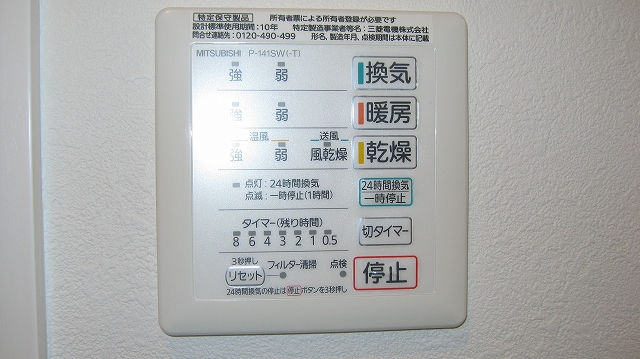 特定保守製品 所有者票による所有者登録が必要です
設計標準使用期間：10年 特定製造事業者等名：三菱電機株式会社
問合せ連絡先：0120-490-499 形名、製造年月、点検期間は本体に記載
MITSUBISHI P-141SW(-T)
強 弱 換気
強 弱 暖房
温風 送風
強 弱 風乾燥 乾燥
点灯：24時間換気
点滅：一時停止(1時間)
24時間換気
一時停止
タイマー(残り時間)
8 6 4 3 2 1 0.5
切タイマー
3秒押し
リセット フィルター清掃 点検
停止
24時間換気の停止は停止ボタンを3秒押し